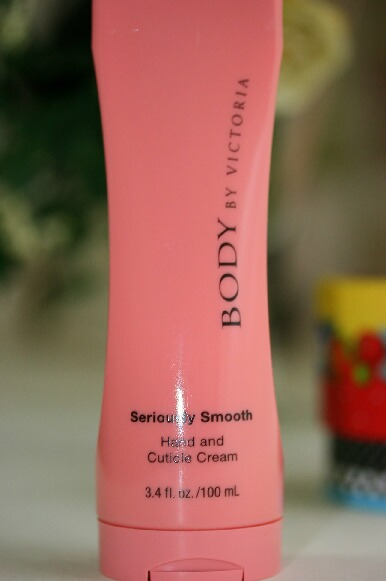 BODY BY VICTORIA
Seriously Smooth
Hand and
Cuticle Cream
3.4 fl. oz./100 mL